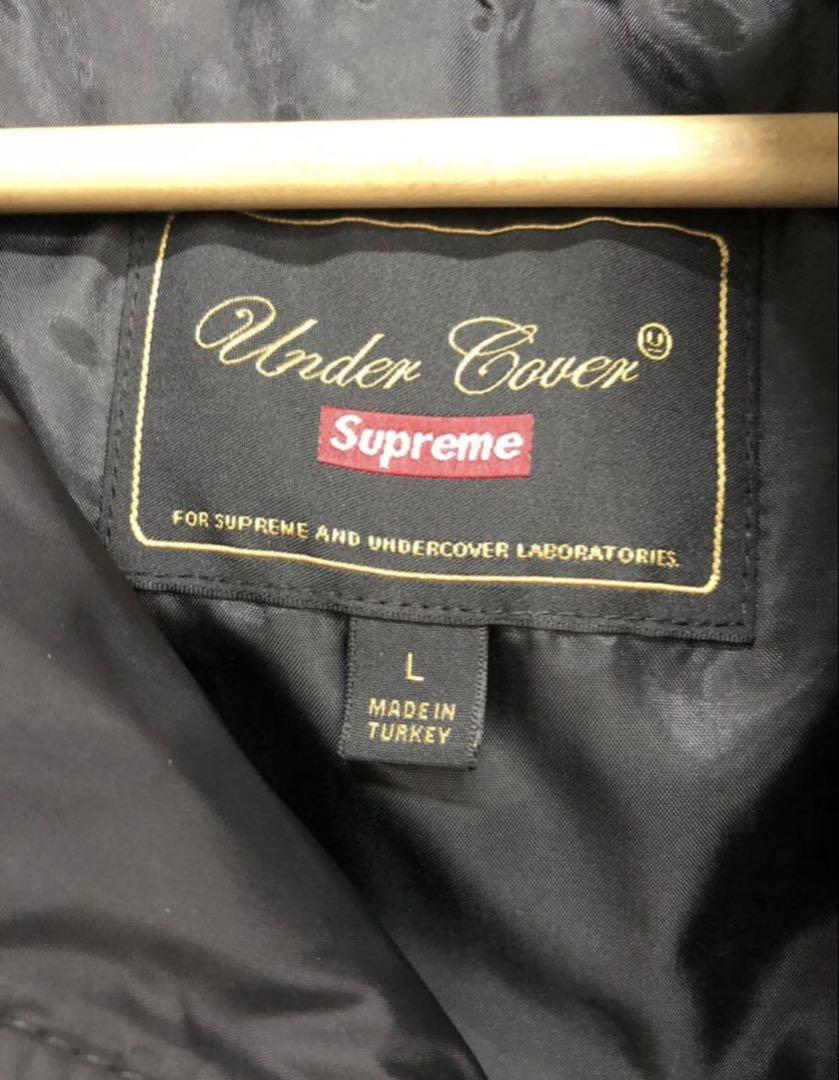 Under Cover
Supreme
FOR SUPREME AND UNDERCOVER LABORATORIES.
L
MADE IN
TURKEY